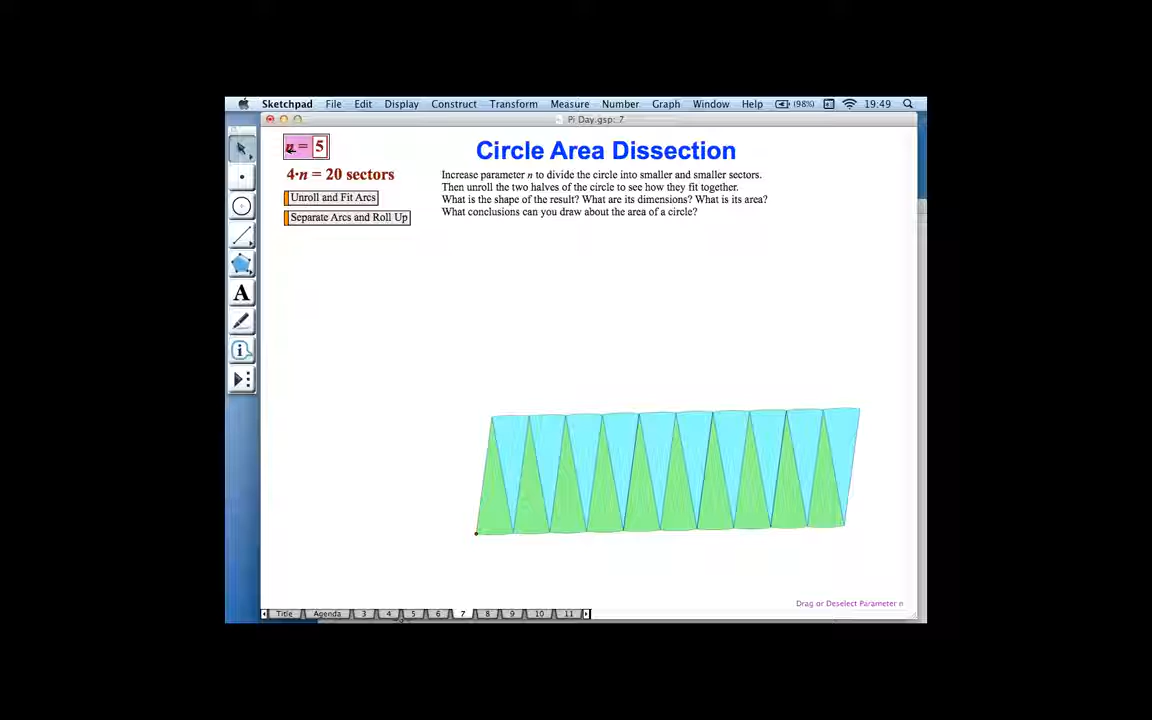 Sketchpad File Edit Display Construct Transform Measure Number Graph Window Help (98%) 19:49
Pi Day.gsp: 7
n = 5
Circle Area Dissection
4·n = 20 sectors
Increase parameter n to divide the circle into smaller and smaller sectors.
Then unroll the two halves of the circle to see how they fit together.
Unroll and Fit Arcs
What is the shape of the result? What are its dimensions? What is its area?
What conclusions can you draw about the area of a circle?
Separate Arcs and Roll Up
A
Drag or Deselect Parameter n
Title Agenda 3 4 5 6 7 8 9 10 11